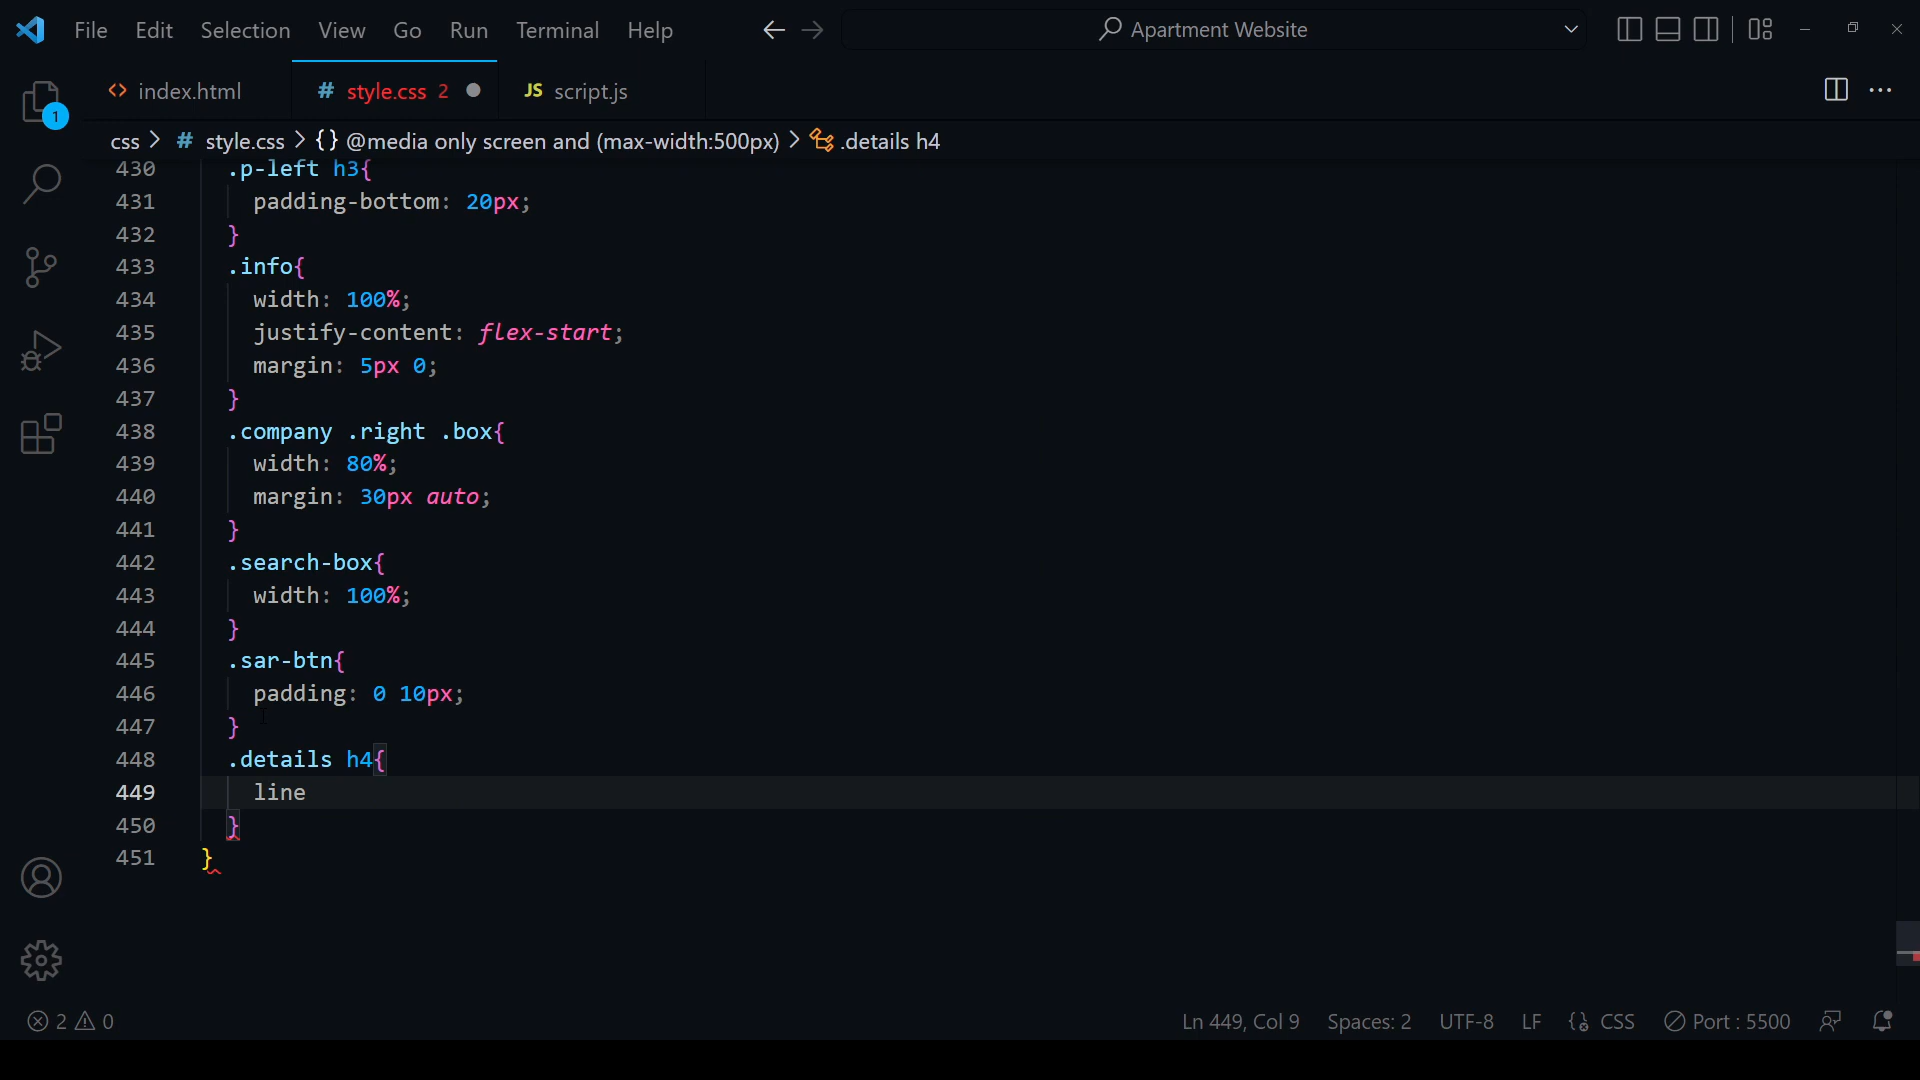 File Edit Selection View Go Run Terminal Help Apartment Website
index.html # style.css 2 JS script.js
css > # style.css > {} @media only screen and (max-width:500px) > .details h4
430 .p-left h3{
431 padding-bottom: 20px;
432 }
433 .info{
434 width: 100%;
435 justify-content: flex-start;
436 margin: 5px 0;
437 }
438 .company .right .box{
439 width: 80%;
440 margin: 30px auto;
441 }
442 .search-box{
443 width: 100%;
444 }
445 .sar-btn{
446 padding: 0 10px;
447 }
448 .details h4{
449 line
450 }
451 }
1
2 0 Ln 449, Col 9 Spaces: 2 UTF-8 LF {} CSS Port : 5500